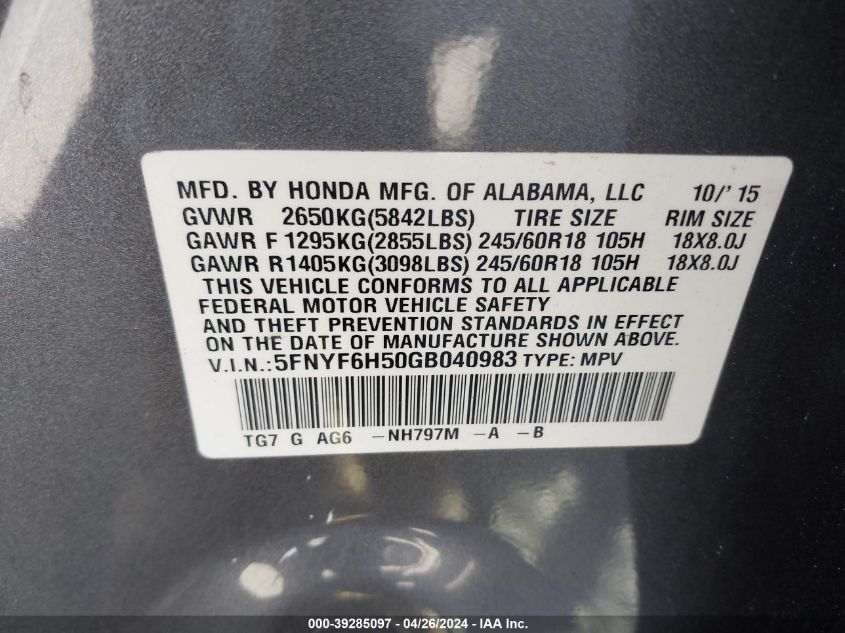 MFD. BY HONDA MFG. OF ALABAMA, LLC 10/' 15
GVWR 2650KG(5842LBS) TIRE SIZE RIM SIZE
GAWR F 1295KG(2855LBS) 245/60R18 105H 18X8.0J
GAWR R1405KG(3098LBS) 245/60R18 105H 18X8.0J
THIS VEHICLE CONFORMS TO ALL APPLICABLE
FEDERAL MOTOR VEHICLE SAFETY
AND THEFT PREVENTION STANDARDS IN EFFECT
ON THE DATE OF MANUFACTURE SHOWN ABOVE.
V.I.N.:5FNYF6H50GB040983 TYPE: MPV
TG7 G AG6 -NH797M -A -B
000-39285097 - 04/26/2024 - IAA Inc.